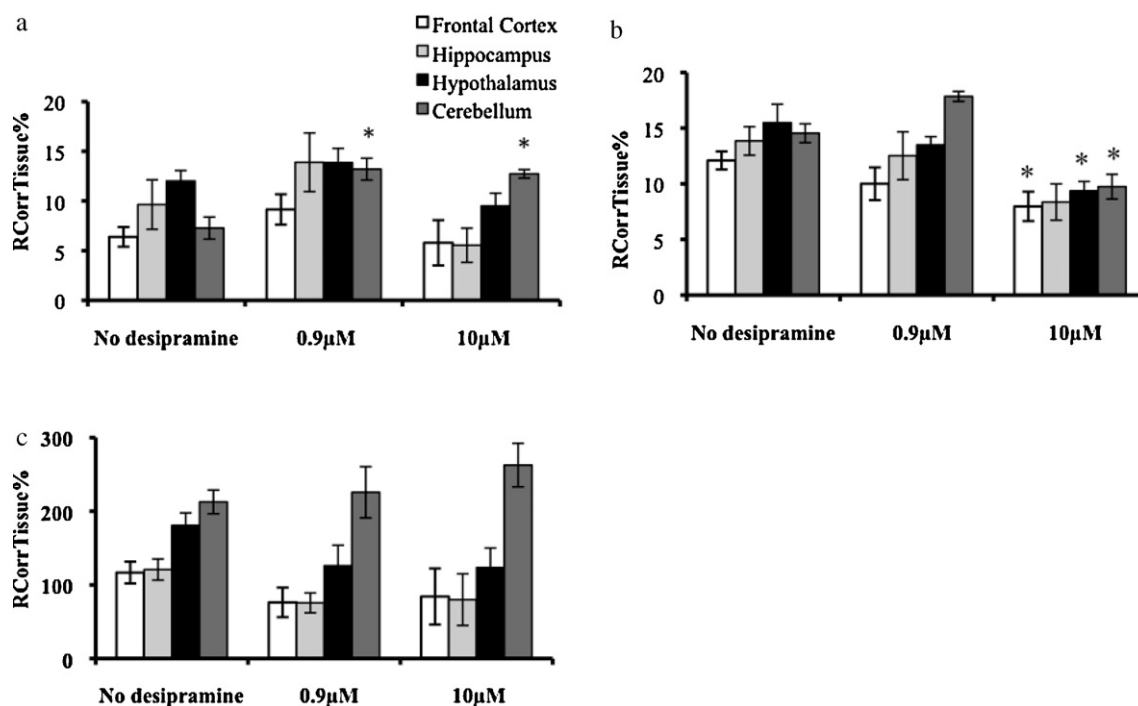 a
Frontal Cortex
Hippocampus
Hypothalamus
Cerebellum
RCorrTissue%
20
15
10
5
0
* *
No desipramine 0.9µM 10µM
b
RCorrTissue%
20
15
10
5
0
* * *
No desipramine 0.9µM 10µM
c
RCorrTissue%
300
200
100
0
No desipramine 0.9µM 10µM